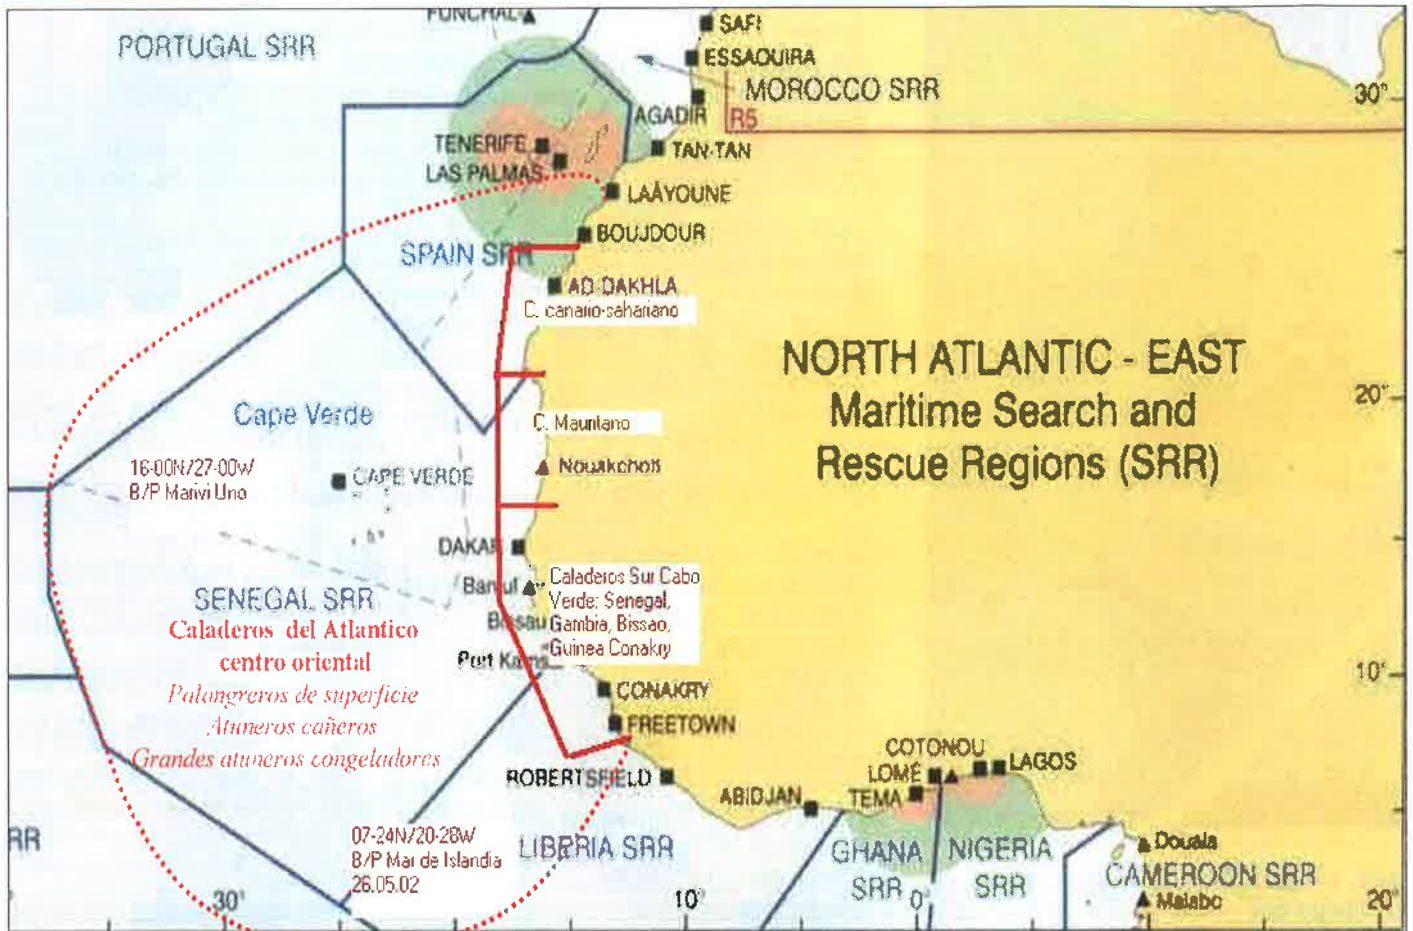 FUNCHAL
SAFI
PORTUGAL SRR
ESSAOUIRA
MOROCCO SRR
30°
AGADIR
R5
TENERIFE
TAN-TAN
LAS PALMAS
LAÂYOUNE
BOUJDOUR
SPAIN SRR
AD-DAKHLA
C. canario-sahariano
NORTH ATLANTIC - EAST
Maritime Search and
Rescue Regions (SRR)
20°
Cape Verde
C. Mauritano
16-00N/27-00W
B/P Marivi Uno
CAPE VERDE
Nouakchott
DAKAR
Banjul
Caladeros Sur Cabo
Verde: Senegal,
Gambia, Bissao,
Guinea Conakry
Bissau
SENEGAL SRR
Caladeros del Atlantico
centro oriental
Palangreros de superficie
Atuneros cañeros
Grandes atuneros congeladores
Port Kams
10°
CONAKRY
FREETOWN
ROBERTSFIELD
COTONOU
LAGOS
LOMÉ
TEMA
ABIDJAN
07-24N/20-28W
B/P Mar de Islandia
26.05.02
RR
LIBERIA SRR
GHANA
SRR
NIGERIA
SRR
Douala
CAMEROON SRR
Malabo
30°
10°
0°
20°